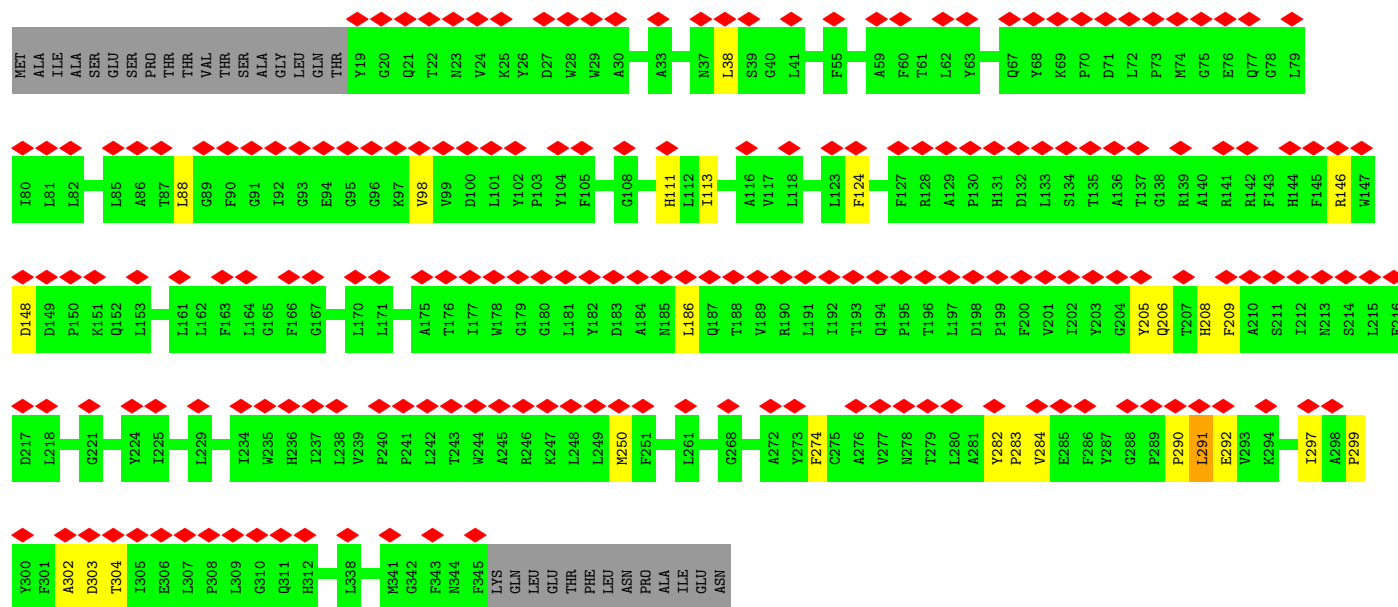 MET ALA ILE ALA SER GLU SER PRO THR THR VAL THR SER ALA GLY LEU GLN THR Y19 G20 Q21 T22 N23 V24 K25 Y26 D27 W28 W29 A30 A33 N37 L38 S39 G40 L41 F55 A59 F60 T61 L62 Y63 Q67 Y68 K69 P70 D71 L72 P73 M74 G75 E76 Q77 G78 L79
I80 L81 L82 L85 A86 T87 L88 G89 F90 G91 I92 G93 E94 G95 G96 K97 V98 V99 D100 L101 Y102 P103 Y104 F105 G108 H111 L112 I113 A116 V117 L118 L123 F124 F127 R128 A129 P130 H131 D132 L133 S134 T135 A136 T137 G138 R139 A140 R141 R142 F143 H144 F145 R146 W147
D148 D149 P150 K151 Q152 L153 L161 L162 F163 L164 G165 F166 G167 L170 L171 A175 T176 I177 W178 G179 G180 L181 Y182 D183 A184 N185 L186 Q187 T188 V189 R190 L191 I192 T193 Q194 P195 T196 L197 D198 P199 F200 V201 I202 Y203 G204 Y205 Q206 T207 H208 F209 A210 S211 I212 N213 S214 L215
D217 L218 G221 Y224 I225 L229 I234 W235 H236 I237 L238 V239 P240 P241 L242 T243 W244 A245 R246 K247 L248 L249 M250 F251 L261 G268 A272 Y273 F274 C275 A276 V277 N278 T279 L280 A281 Y282 P283 V284 E285 F286 Y287 G288 P289 P290 L291 E292 V293 K294 I297 A298 P299
Y300 F301 A302 D303 T304 I305 E306 L307 P308 L309 G310 Q311 H312 L338 M341 G342 F343 N344 F345 LYS GLN LEU GLU THR PHE LEU ASN PRO ALA ILE GLU ASN